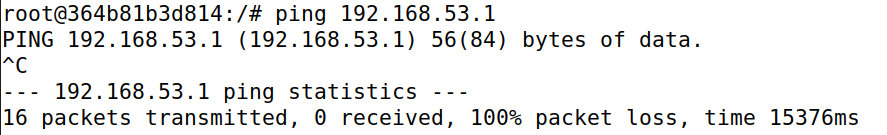 root@364b81b3d814:/# ping 192.168.53.1
PING 192.168.53.1 (192.168.53.1) 56(84) bytes of data.
^C
--- 192.168.53.1 ping statistics ---
16 packets transmitted, 0 received, 100% packet loss, time 15376ms